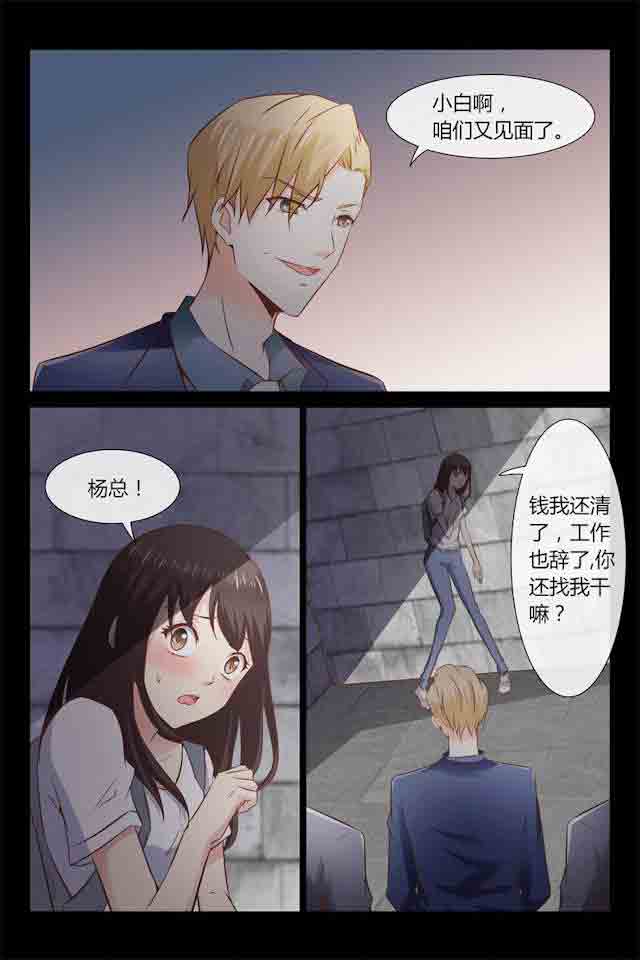 小白啊，
咱们又见面了。
杨总！
钱我还清
了，工作
也辞了,你
还找我干
嘛？